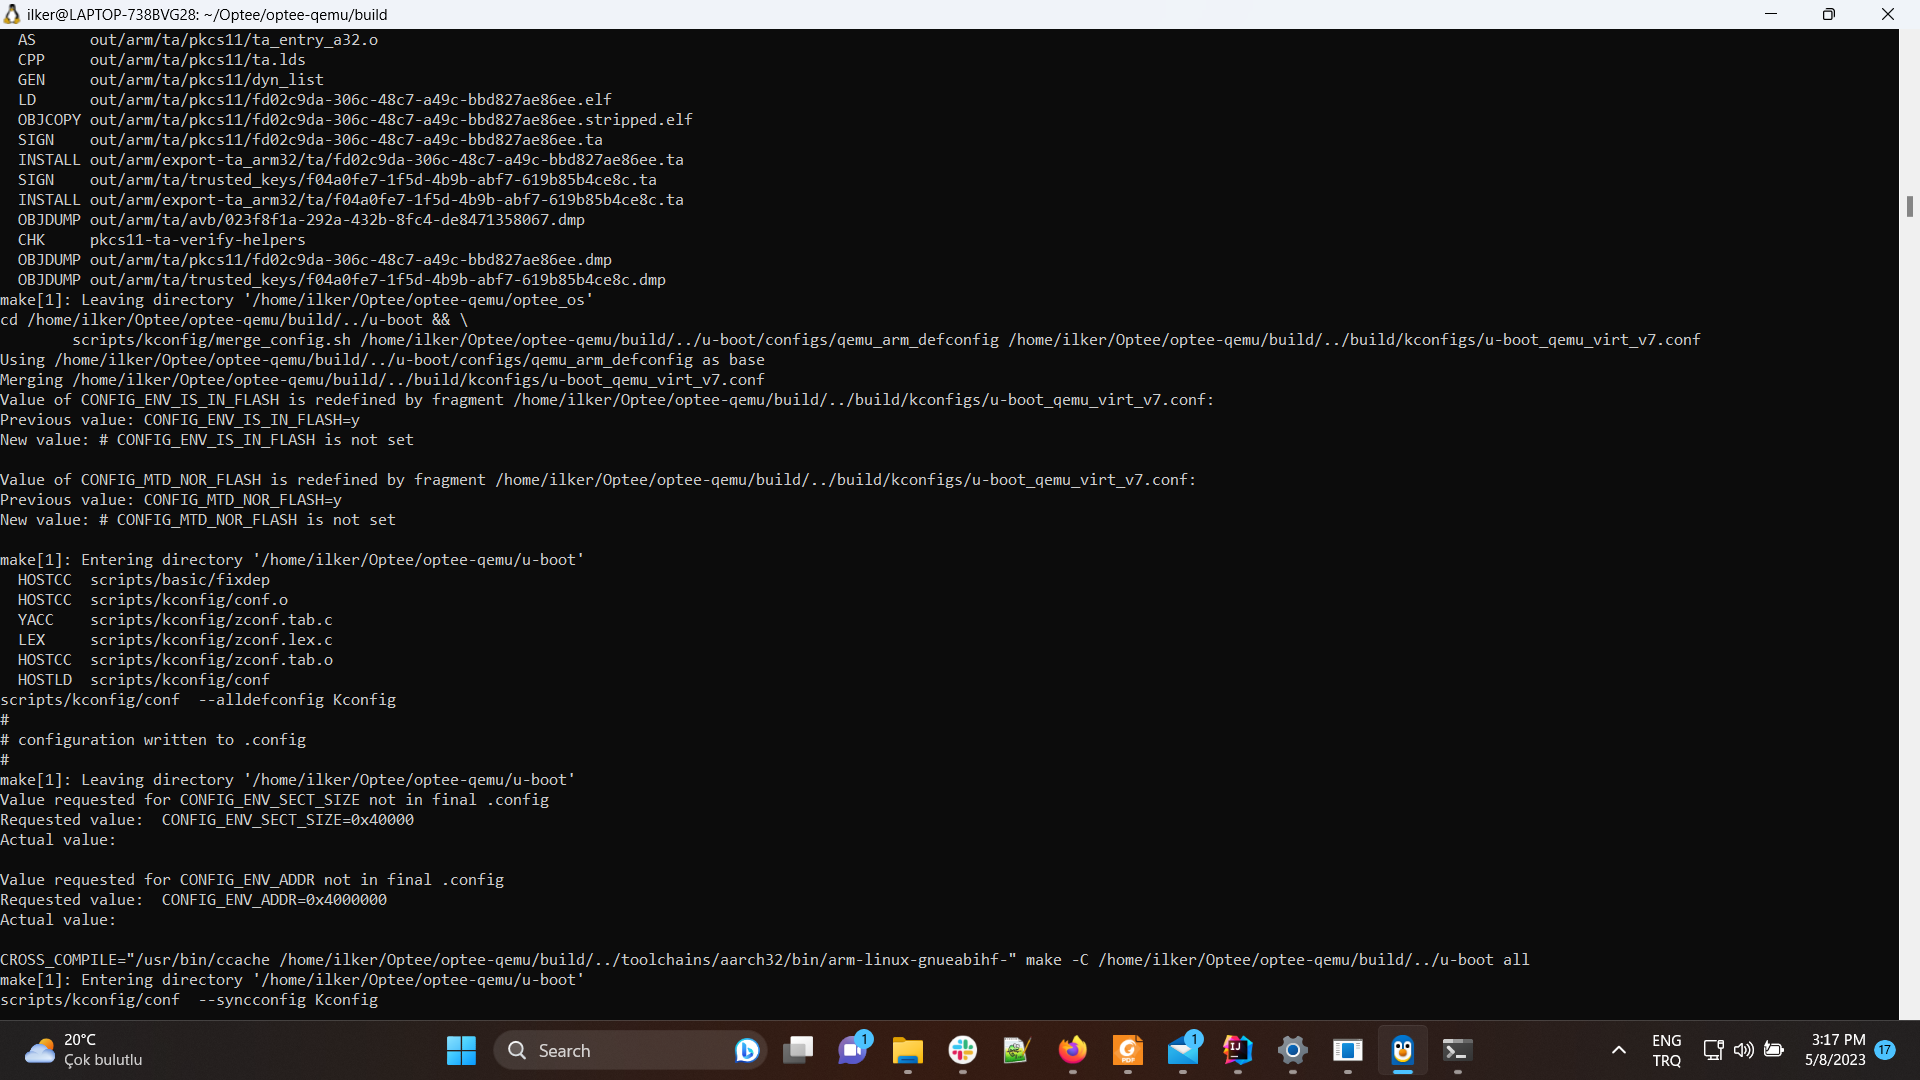 ilker@LAPTOP-738BVG28: ~/Optee/optee-qemu/build
AS      out/arm/ta/pkcs11/ta_entry_a32.o
CPP     out/arm/ta/pkcs11/ta.lds
GEN     out/arm/ta/pkcs11/dyn_list
LD      out/arm/ta/pkcs11/fd02c9da-306c-48c7-a49c-bbd827ae86ee.elf
OBJCOPY out/arm/ta/pkcs11/fd02c9da-306c-48c7-a49c-bbd827ae86ee.stripped.elf
SIGN    out/arm/ta/pkcs11/fd02c9da-306c-48c7-a49c-bbd827ae86ee.ta
INSTALL out/arm/export-ta_arm32/ta/fd02c9da-306c-48c7-a49c-bbd827ae86ee.ta
SIGN    out/arm/ta/trusted_keys/f04a0fe7-1f5d-4b9b-abf7-619b85b4ce8c.ta
INSTALL out/arm/export-ta_arm32/ta/f04a0fe7-1f5d-4b9b-abf7-619b85b4ce8c.ta
OBJDUMP out/arm/ta/avb/023f8f1a-292a-432b-8fc4-de8471358067.dmp
CHK     pkcs11-ta-verify-helpers
OBJDUMP out/arm/ta/pkcs11/fd02c9da-306c-48c7-a49c-bbd827ae86ee.dmp
OBJDUMP out/arm/ta/trusted_keys/f04a0fe7-1f5d-4b9b-abf7-619b85b4ce8c.dmp
make[1]: Leaving directory '/home/ilker/Optee/optee-qemu/optee_os'
cd /home/ilker/Optee/optee-qemu/build/../u-boot && \
scripts/kconfig/merge_config.sh /home/ilker/Optee/optee-qemu/build/../u-boot/configs/qemu_arm_defconfig /home/ilker/Optee/optee-qemu/build/../build/kconfigs/u-boot_qemu_virt_v7.conf
Using /home/ilker/Optee/optee-qemu/build/../u-boot/configs/qemu_arm_defconfig as base
Merging /home/ilker/Optee/optee-qemu/build/../build/kconfigs/u-boot_qemu_virt_v7.conf
Value of CONFIG_ENV_IS_IN_FLASH is redefined by fragment /home/ilker/Optee/optee-qemu/build/../build/kconfigs/u-boot_qemu_virt_v7.conf:
Previous value: CONFIG_ENV_IS_IN_FLASH=y
New value: # CONFIG_ENV_IS_IN_FLASH is not set
Value of CONFIG_MTD_NOR_FLASH is redefined by fragment /home/ilker/Optee/optee-qemu/build/../build/kconfigs/u-boot_qemu_virt_v7.conf:
Previous value: CONFIG_MTD_NOR_FLASH=y
New value: # CONFIG_MTD_NOR_FLASH is not set
make[1]: Entering directory '/home/ilker/Optee/optee-qemu/u-boot'
HOSTCC  scripts/basic/fixdep
HOSTCC  scripts/kconfig/conf.o
YACC    scripts/kconfig/zconf.tab.c
LEX     scripts/kconfig/zconf.lex.c
HOSTCC  scripts/kconfig/zconf.tab.o
HOSTLD  scripts/kconfig/conf
scripts/kconfig/conf  --alldefconfig Kconfig
#
# configuration written to .config
#
make[1]: Leaving directory '/home/ilker/Optee/optee-qemu/u-boot'
Value requested for CONFIG_ENV_SECT_SIZE not in final .config
Requested value:  CONFIG_ENV_SECT_SIZE=0x40000
Actual value:
Value requested for CONFIG_ENV_ADDR not in final .config
Requested value:  CONFIG_ENV_ADDR=0x4000000
Actual value:
CROSS_COMPILE="/usr/bin/ccache /home/ilker/Optee/optee-qemu/build/../toolchains/aarch32/bin/arm-linux-gnueabihf-" make -C /home/ilker/Optee/optee-qemu/build/../u-boot all
make[1]: Entering directory '/home/ilker/Optee/optee-qemu/u-boot'
scripts/kconfig/conf  --syncconfig Kconfig
20°C
Çok bulutlu
Search
1
PDF
1
IJ
ENG
TRQ
3:17 PM
5/8/2023
17